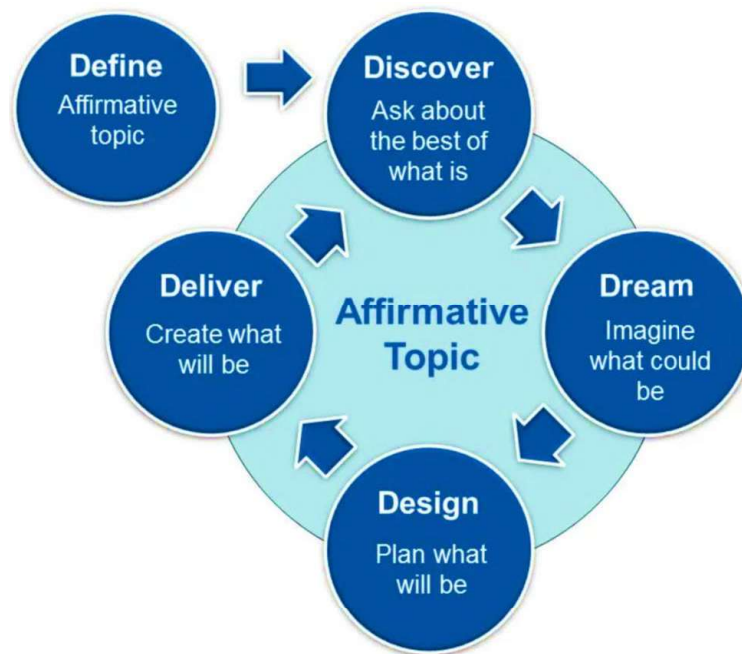 Define
Affirmative
topic
Discover
Ask about
the best of
what is
Dream
Imagine
what could
be
Design
Plan what
will be
Deliver
Create what
will be
Affirmative
Topic